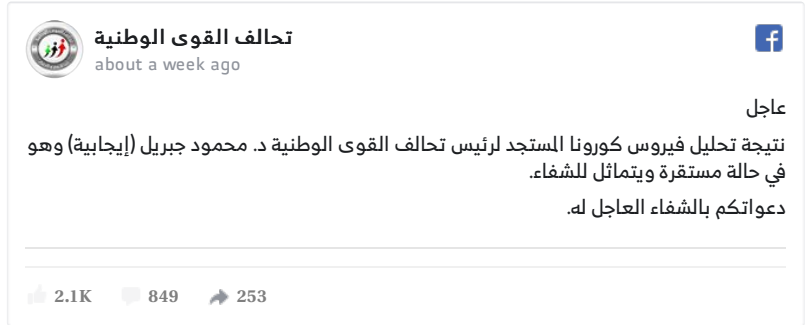 تحالف القوى الوطنية
about a week ago
عاجل
نتيجة تحليل فيروس كورونا المستجد لرئيس تحالف القوى الوطنية د. محمود جبريل (إيجابية) وهو
في حالة مستقرة ويتماثل للشفاء.
دعواتكم بالشفاء العاجل له.
2.1K 849 253